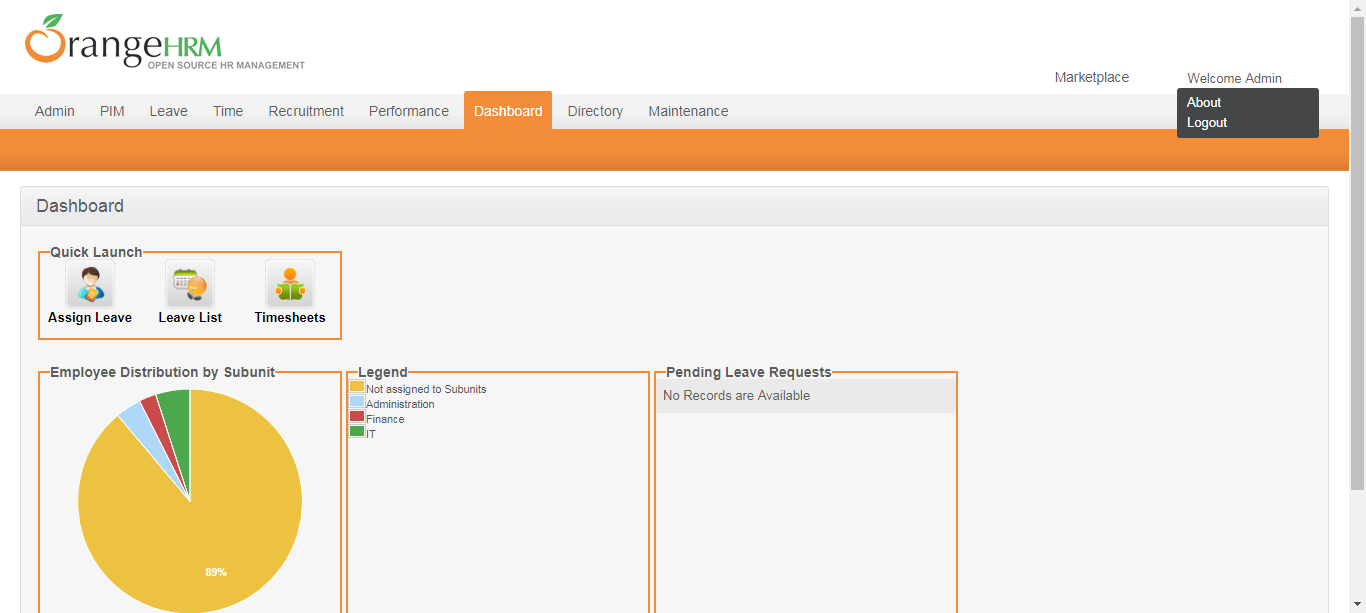 OrangeHRM
OPEN SOURCE HR MANAGEMENT
Marketplace
Welcome Admin
About
Logout
Admin PIM Leave Time Recruitment Performance Dashboard Directory Maintenance
Dashboard
Quick Launch
Assign Leave Leave List Timesheets
Employee Distribution by Subunit
89%
Legend
Not assigned to Subunits
Administration
Finance
IT
Pending Leave Requests
No Records are Available